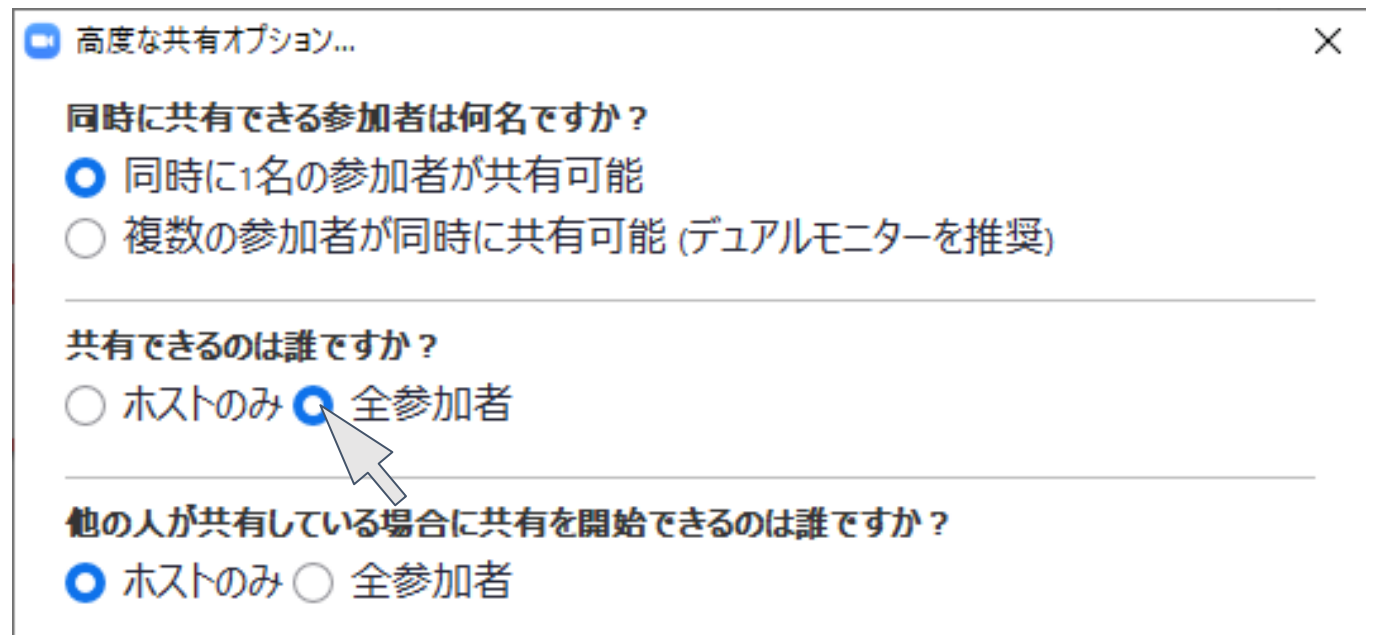 高度な共有オプション...
同時に共有できる参加者は何名ですか？
同時に1名の参加者が共有可能
複数の参加者が同時に共有可能 (デュアルモニターを推奨)
共有できるのは誰ですか？
ホストのみ 全参加者
他の人が共有している場合に共有を開始できるのは誰ですか？
ホストのみ 全参加者